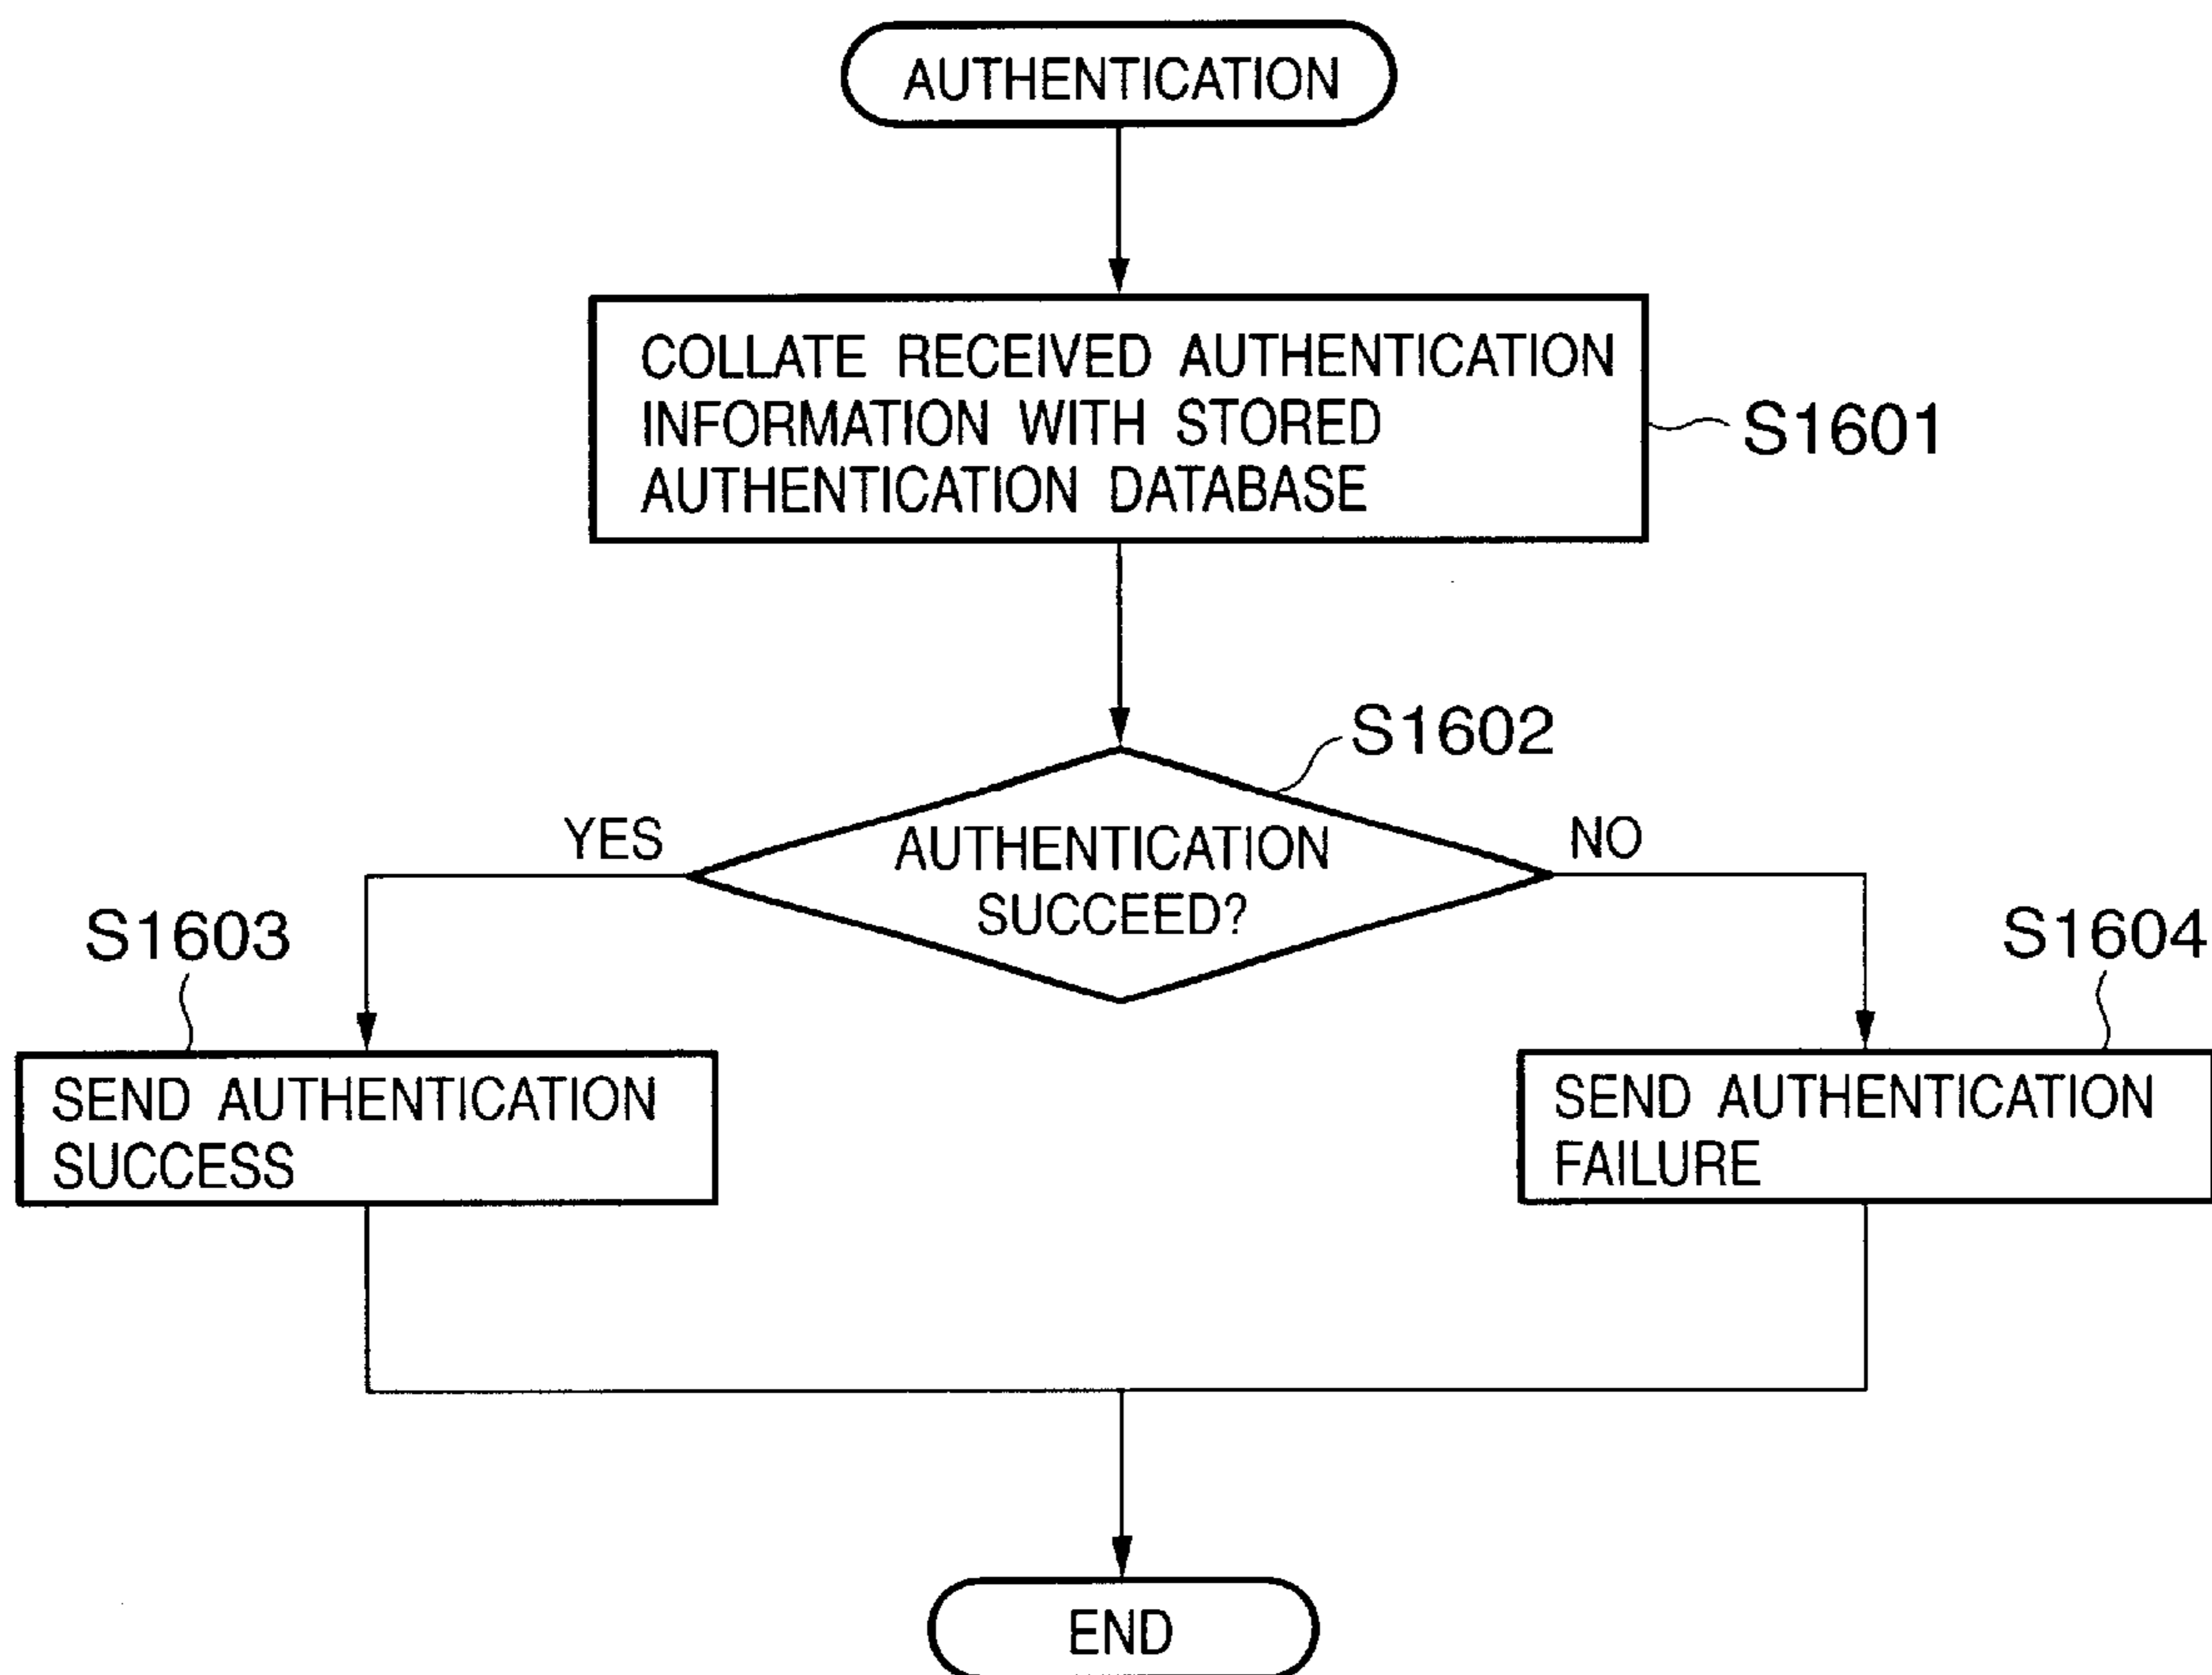 AUTHENTICATION
COLLATE RECEIVED AUTHENTICATION
INFORMATION WITH STORED
AUTHENTICATION DATABASE
S1601
S1602
YES
AUTHENTICATION
SUCCEED?
NO
S1603
S1604
SEND AUTHENTICATION
SUCCESS
SEND AUTHENTICATION
FAILURE
END